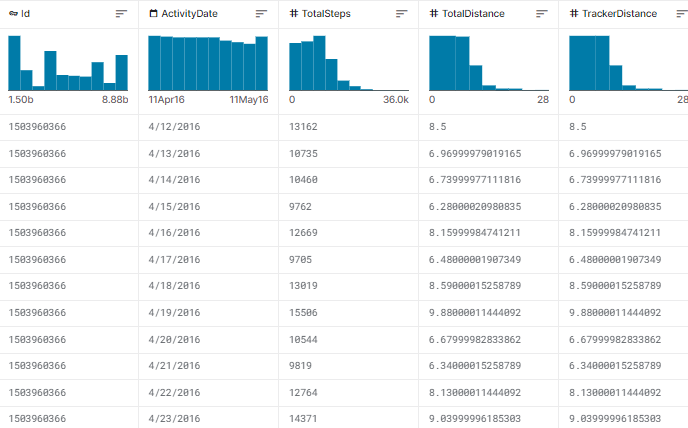 Id ActivityDate TotalSteps TotalDistance TrackerDistance
1.50b 8.88b 11Apr16 11May16 0 36.0k 0 28 0 28
1503960366 4/12/2016 13162 8.5 8.5
1503960366 4/13/2016 10735 6.96999979019165 6.96999979019165
1503960366 4/14/2016 10460 6.73999977111816 6.73999977111816
1503960366 4/15/2016 9762 6.28000020980835 6.28000020980835
1503960366 4/16/2016 12669 8.15999984741211 8.15999984741211
1503960366 4/17/2016 9705 6.48000001907349 6.48000001907349
1503960366 4/18/2016 13019 8.59000015258789 8.59000015258789
1503960366 4/19/2016 15506 9.88000011444092 9.88000011444092
1503960366 4/20/2016 10544 6.67999982833862 6.67999982833862
1503960366 4/21/2016 9819 6.34000015258789 6.34000015258789
1503960366 4/22/2016 12764 8.13000011444092 8.13000011444092
1503960366 4/23/2016 14371 9.03999996185303 9.03999996185303